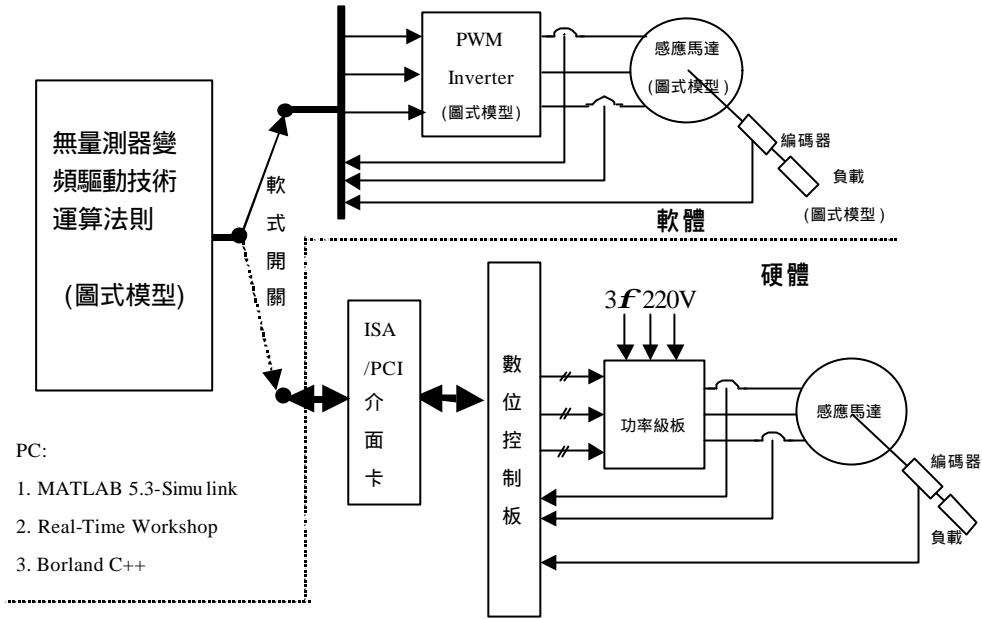 無量測器變
頻驅動技術
運算法則
(圖式模型)
軟式開關
PWM
Inverter
(圖式模型)
感應馬達
(圖式模型)
編碼器
負載
(圖式模型)
軟體
硬體
ISA
/PCI
介
面
卡
數位控制板
3f 220V
功率級板
感應馬達
編碼器
負載
PC:
1. MATLAB 5.3-Simulink
2. Real-Time Workshop
3. Borland C++